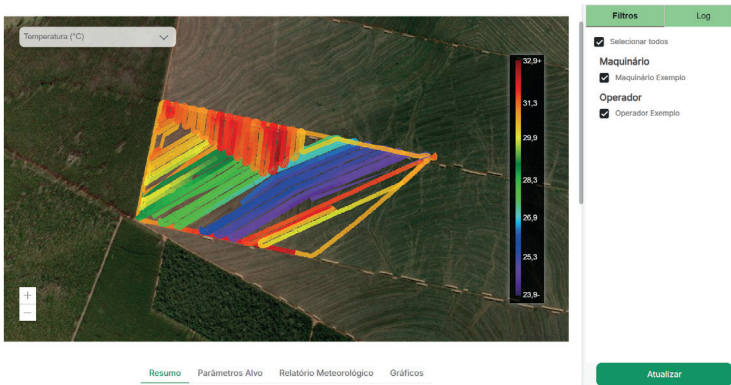 Temperatura (°C)
32,9+
31,3
29,9
28,3
26,9
25,3
23,9-
+
−
Resumo Parâmetros Alvo Relatório Meteorológico Gráficos
Filtros Log
Selecionar todos
Maquinário
Maquinário Exemplo
Operador
Operador Exemplo
Atualizar